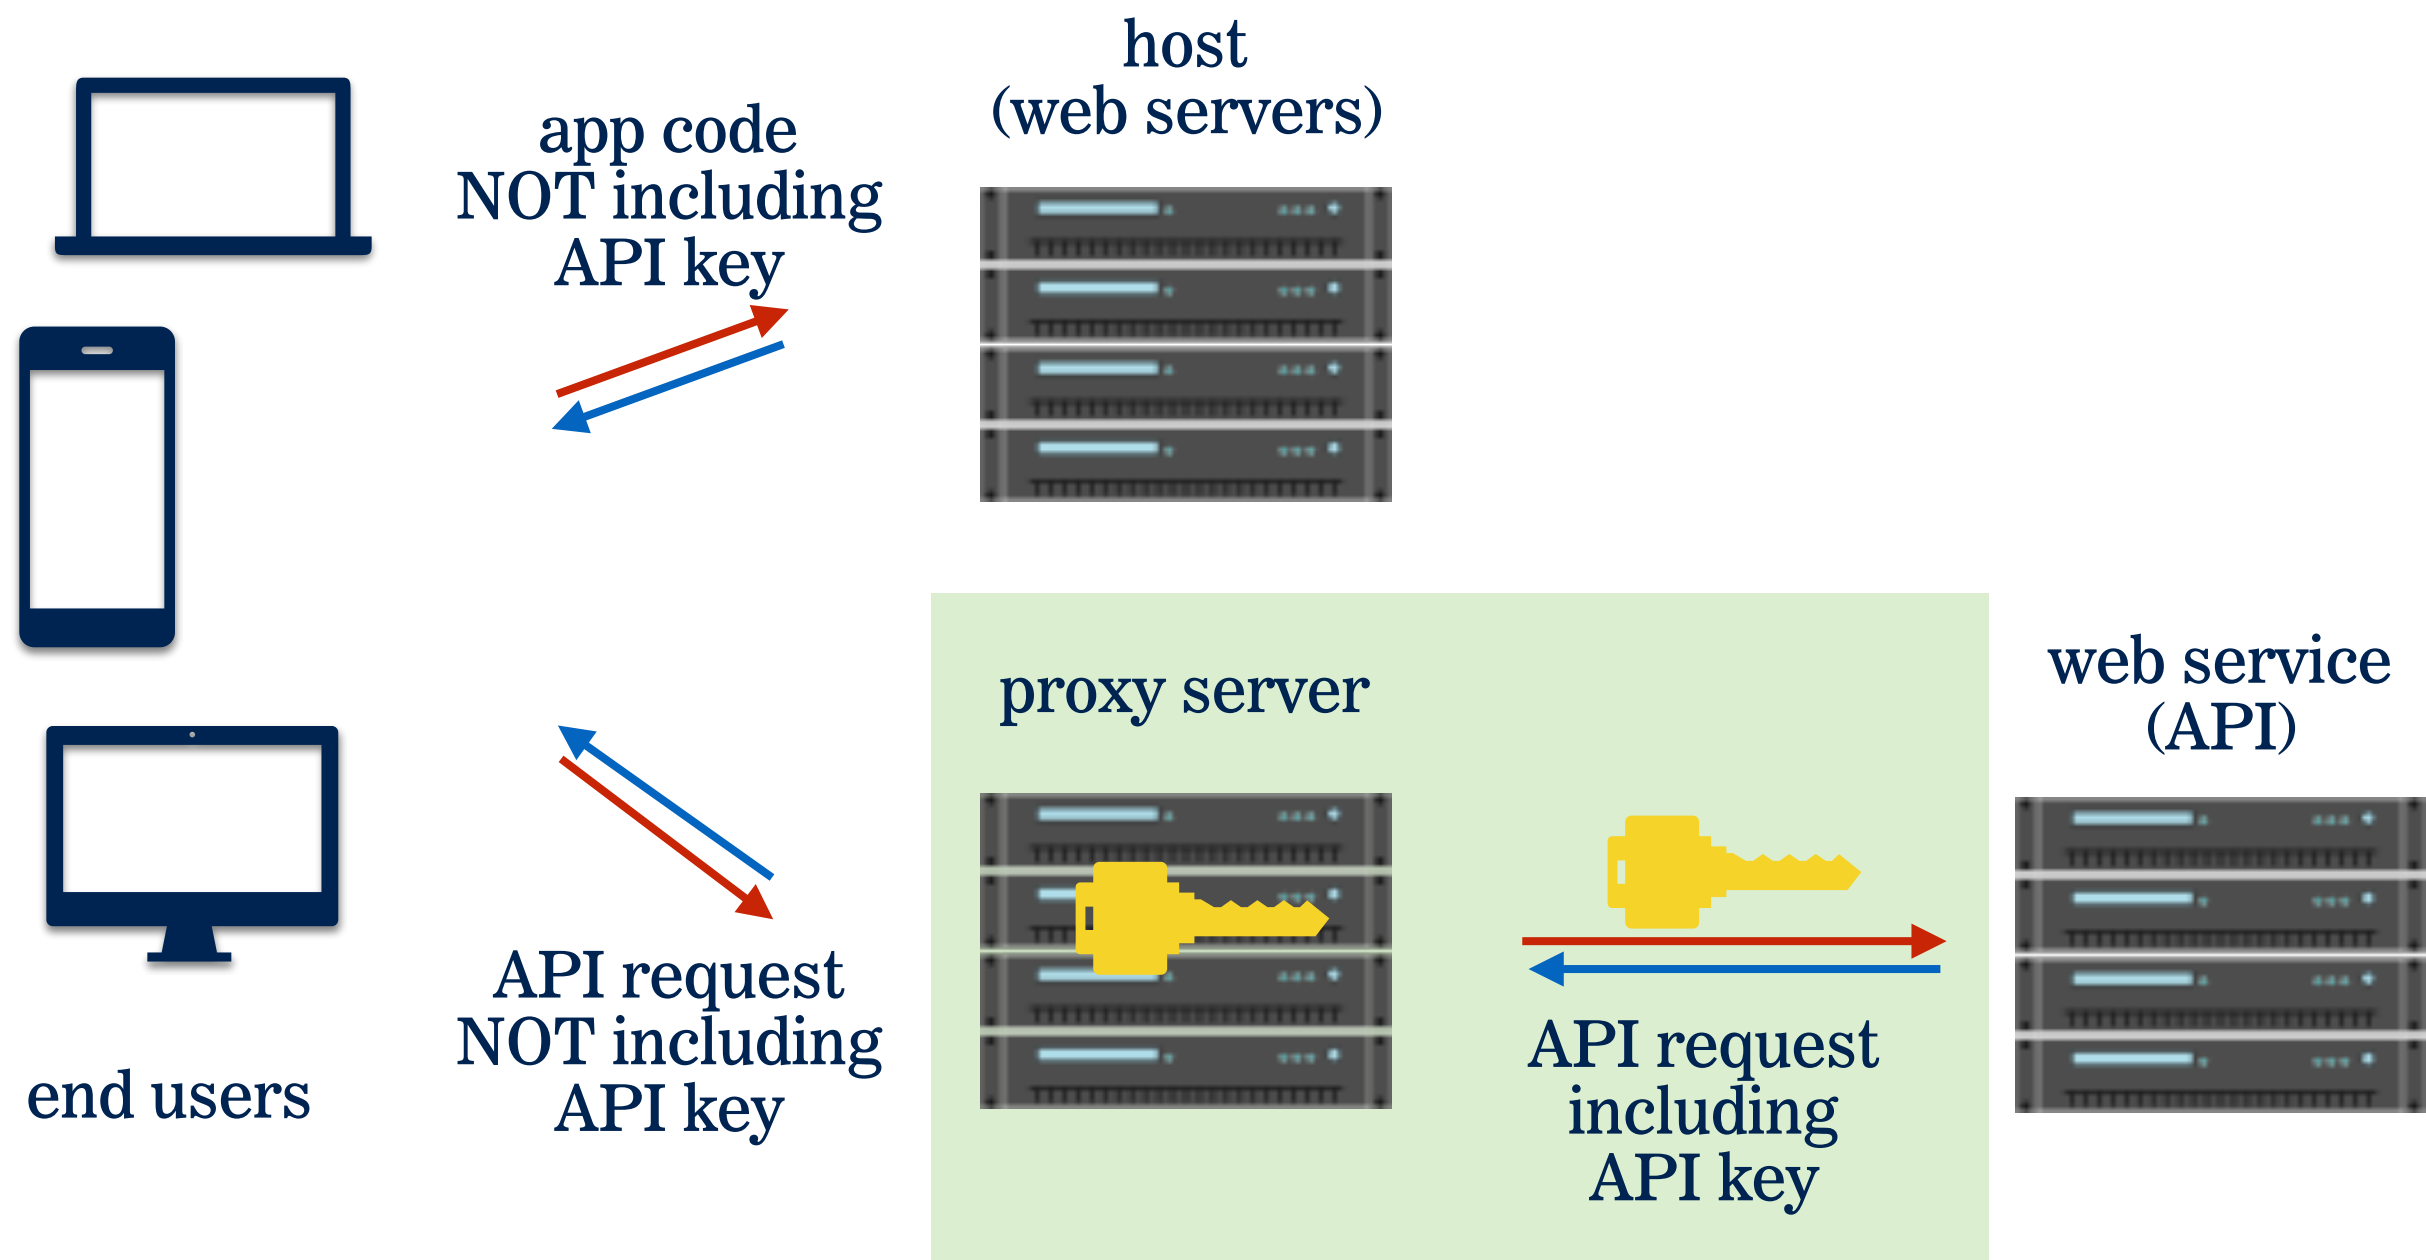 host
(web servers)
app code
NOT including
API key
proxy server
web service
(API)
API request
NOT including
API key
API request
including
API key
end users